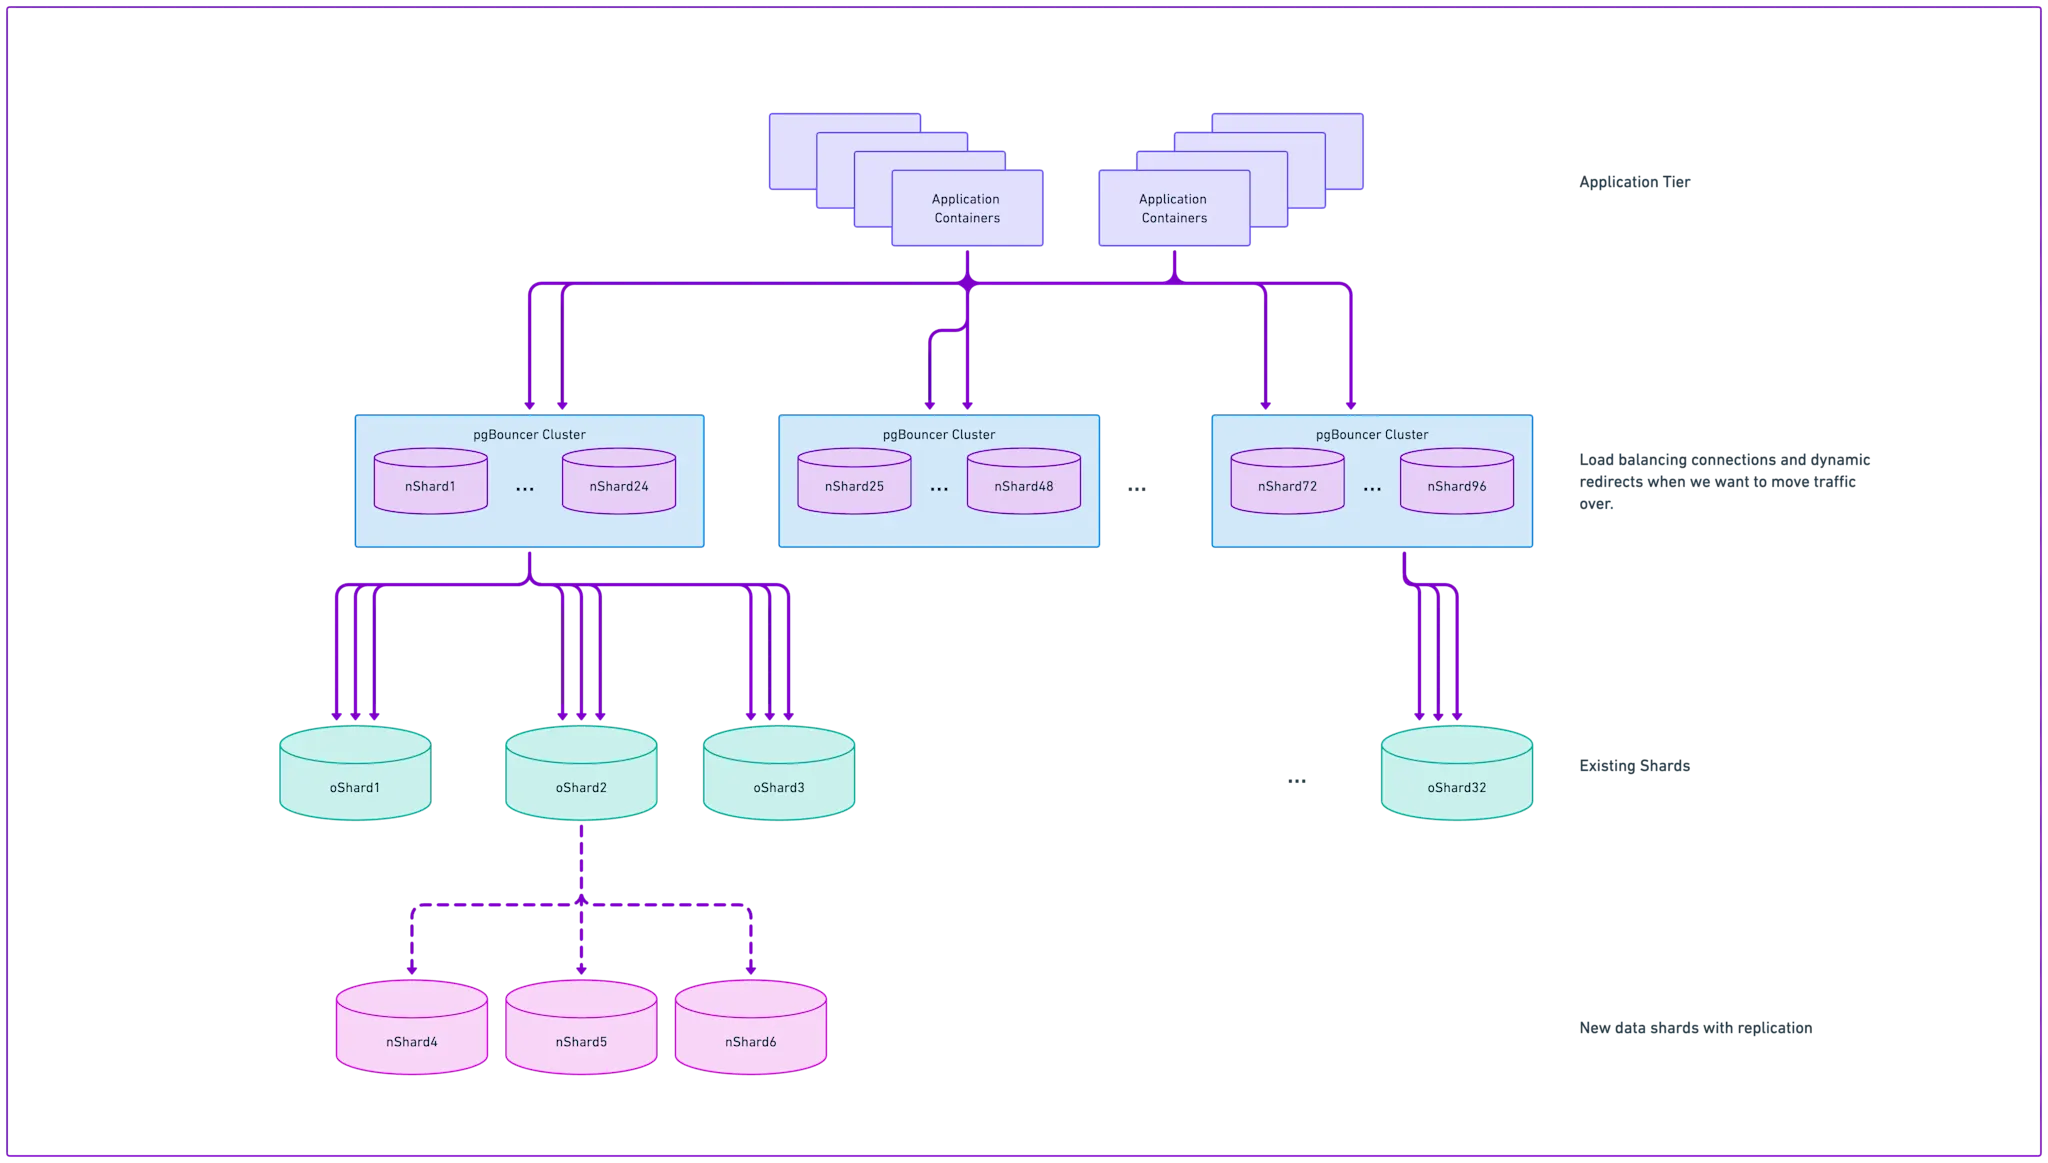 Application
Containers
Application
Containers
Application Tier
pgBouncer Cluster
nShard1
...
nShard24
pgBouncer Cluster
nShard25
...
nShard48
...
pgBouncer Cluster
nShard72
...
nShard96
Load balancing connections and dynamic
redirects when we want to move traffic
over.
oShard1
oShard2
oShard3
...
oShard32
Existing Shards
nShard4
nShard5
nShard6
New data shards with replication